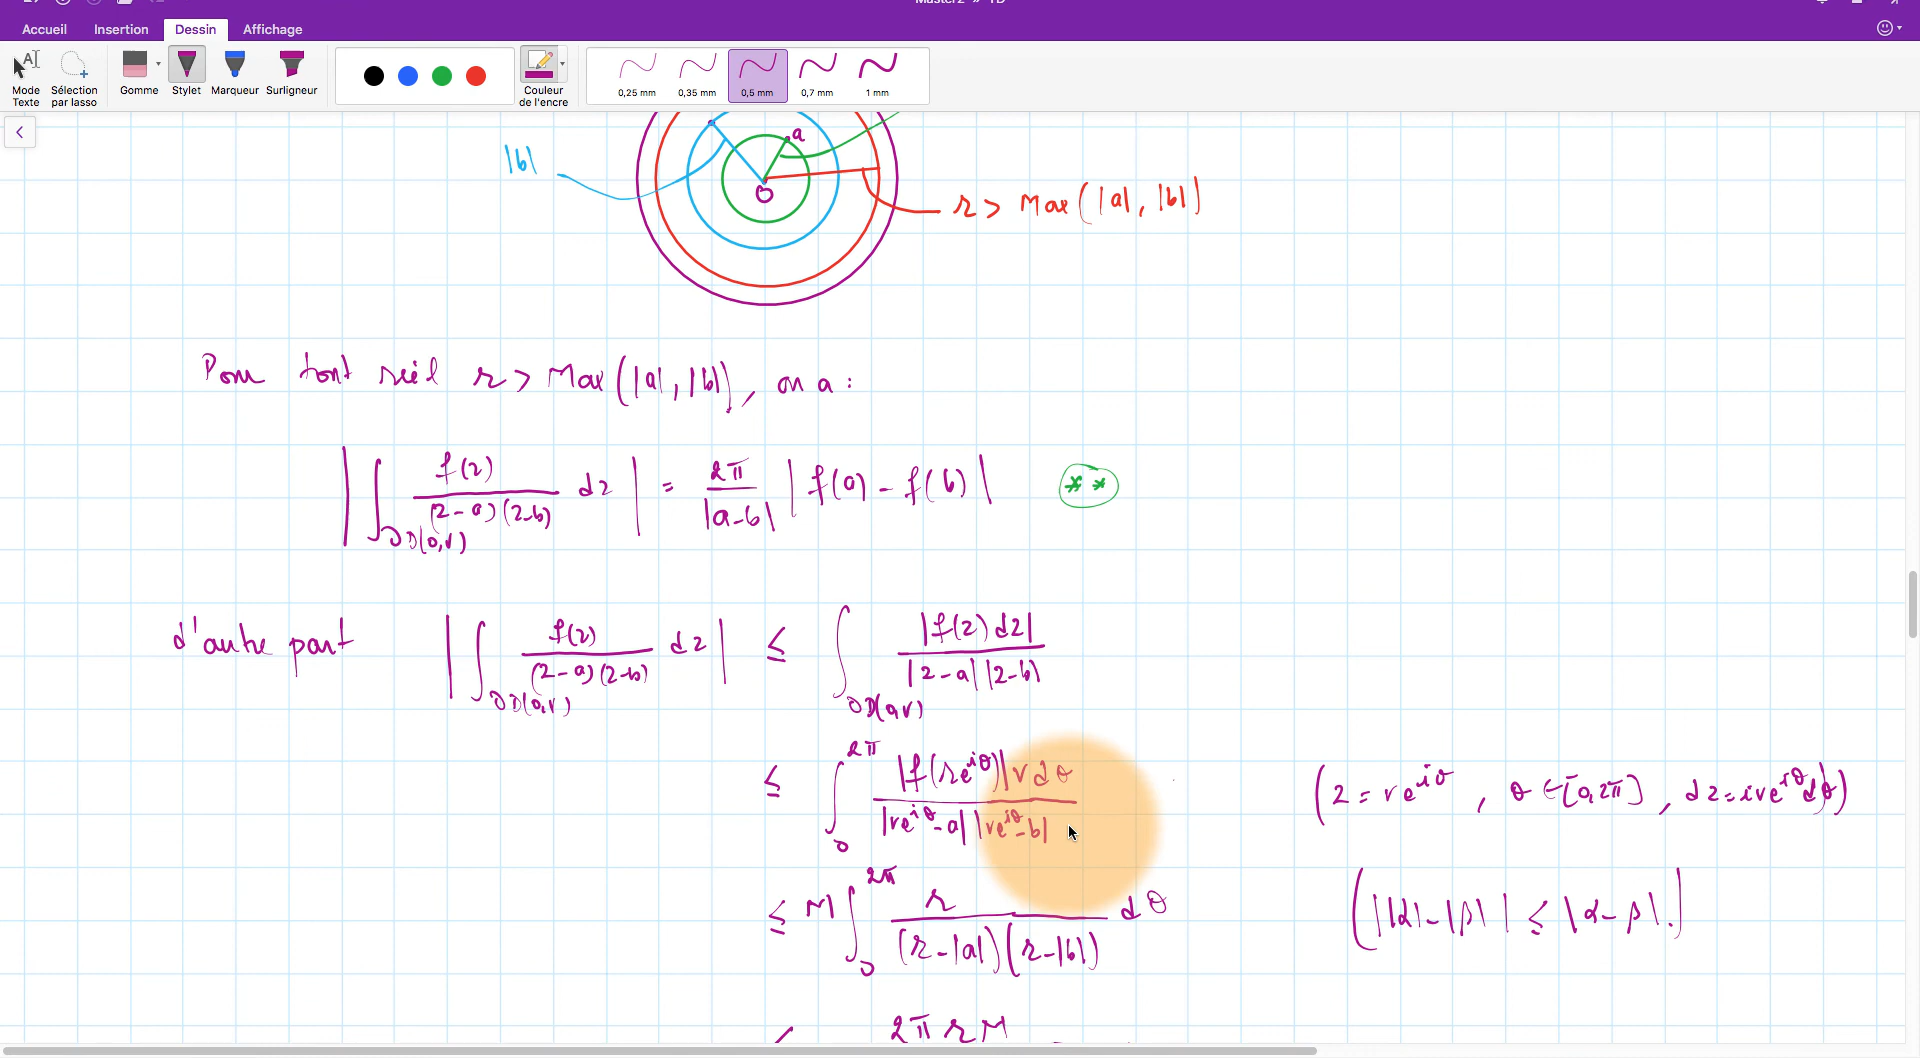 Accueil Insertion Dessin Affichage
Mode Texte
Sélection par lasso
Gomme
Stylet
Marqueur
Surligneur
Couleur de l'encre
0,25 mm 0,35 mm 0,5 mm 0,7 mm 1 mm
a
|b|
O
r > Max(|a|, |b|)
Pour tout réel r > Max(|a|, |b|), on a :
|∫_{∂D(0,r)} f(z)/((z-a)(z-b)) dz| = 2π/|a-b| |f(a) - f(b)| **
d'autre part |∫_{∂D(0,r)} f(z)/((z-a)(z-b)) dz| ≤ ∫_{∂D(0,r)} |f(z) dz|/(|z-a| |z-b|)
≤ ∫_0^{2π} |f(re^{iθ})| r dθ/(|re^{iθ}-a| |re^{iθ}-b|) (z = re^{iθ}, θ ∈ [0,2π], dz = ire^{iθ}dθ)
≤ M ∫_0^{2π} r/((r-|a|)(r-|b|)) dθ (||α|-|β|| ≤ |α-β|.)
2π r M